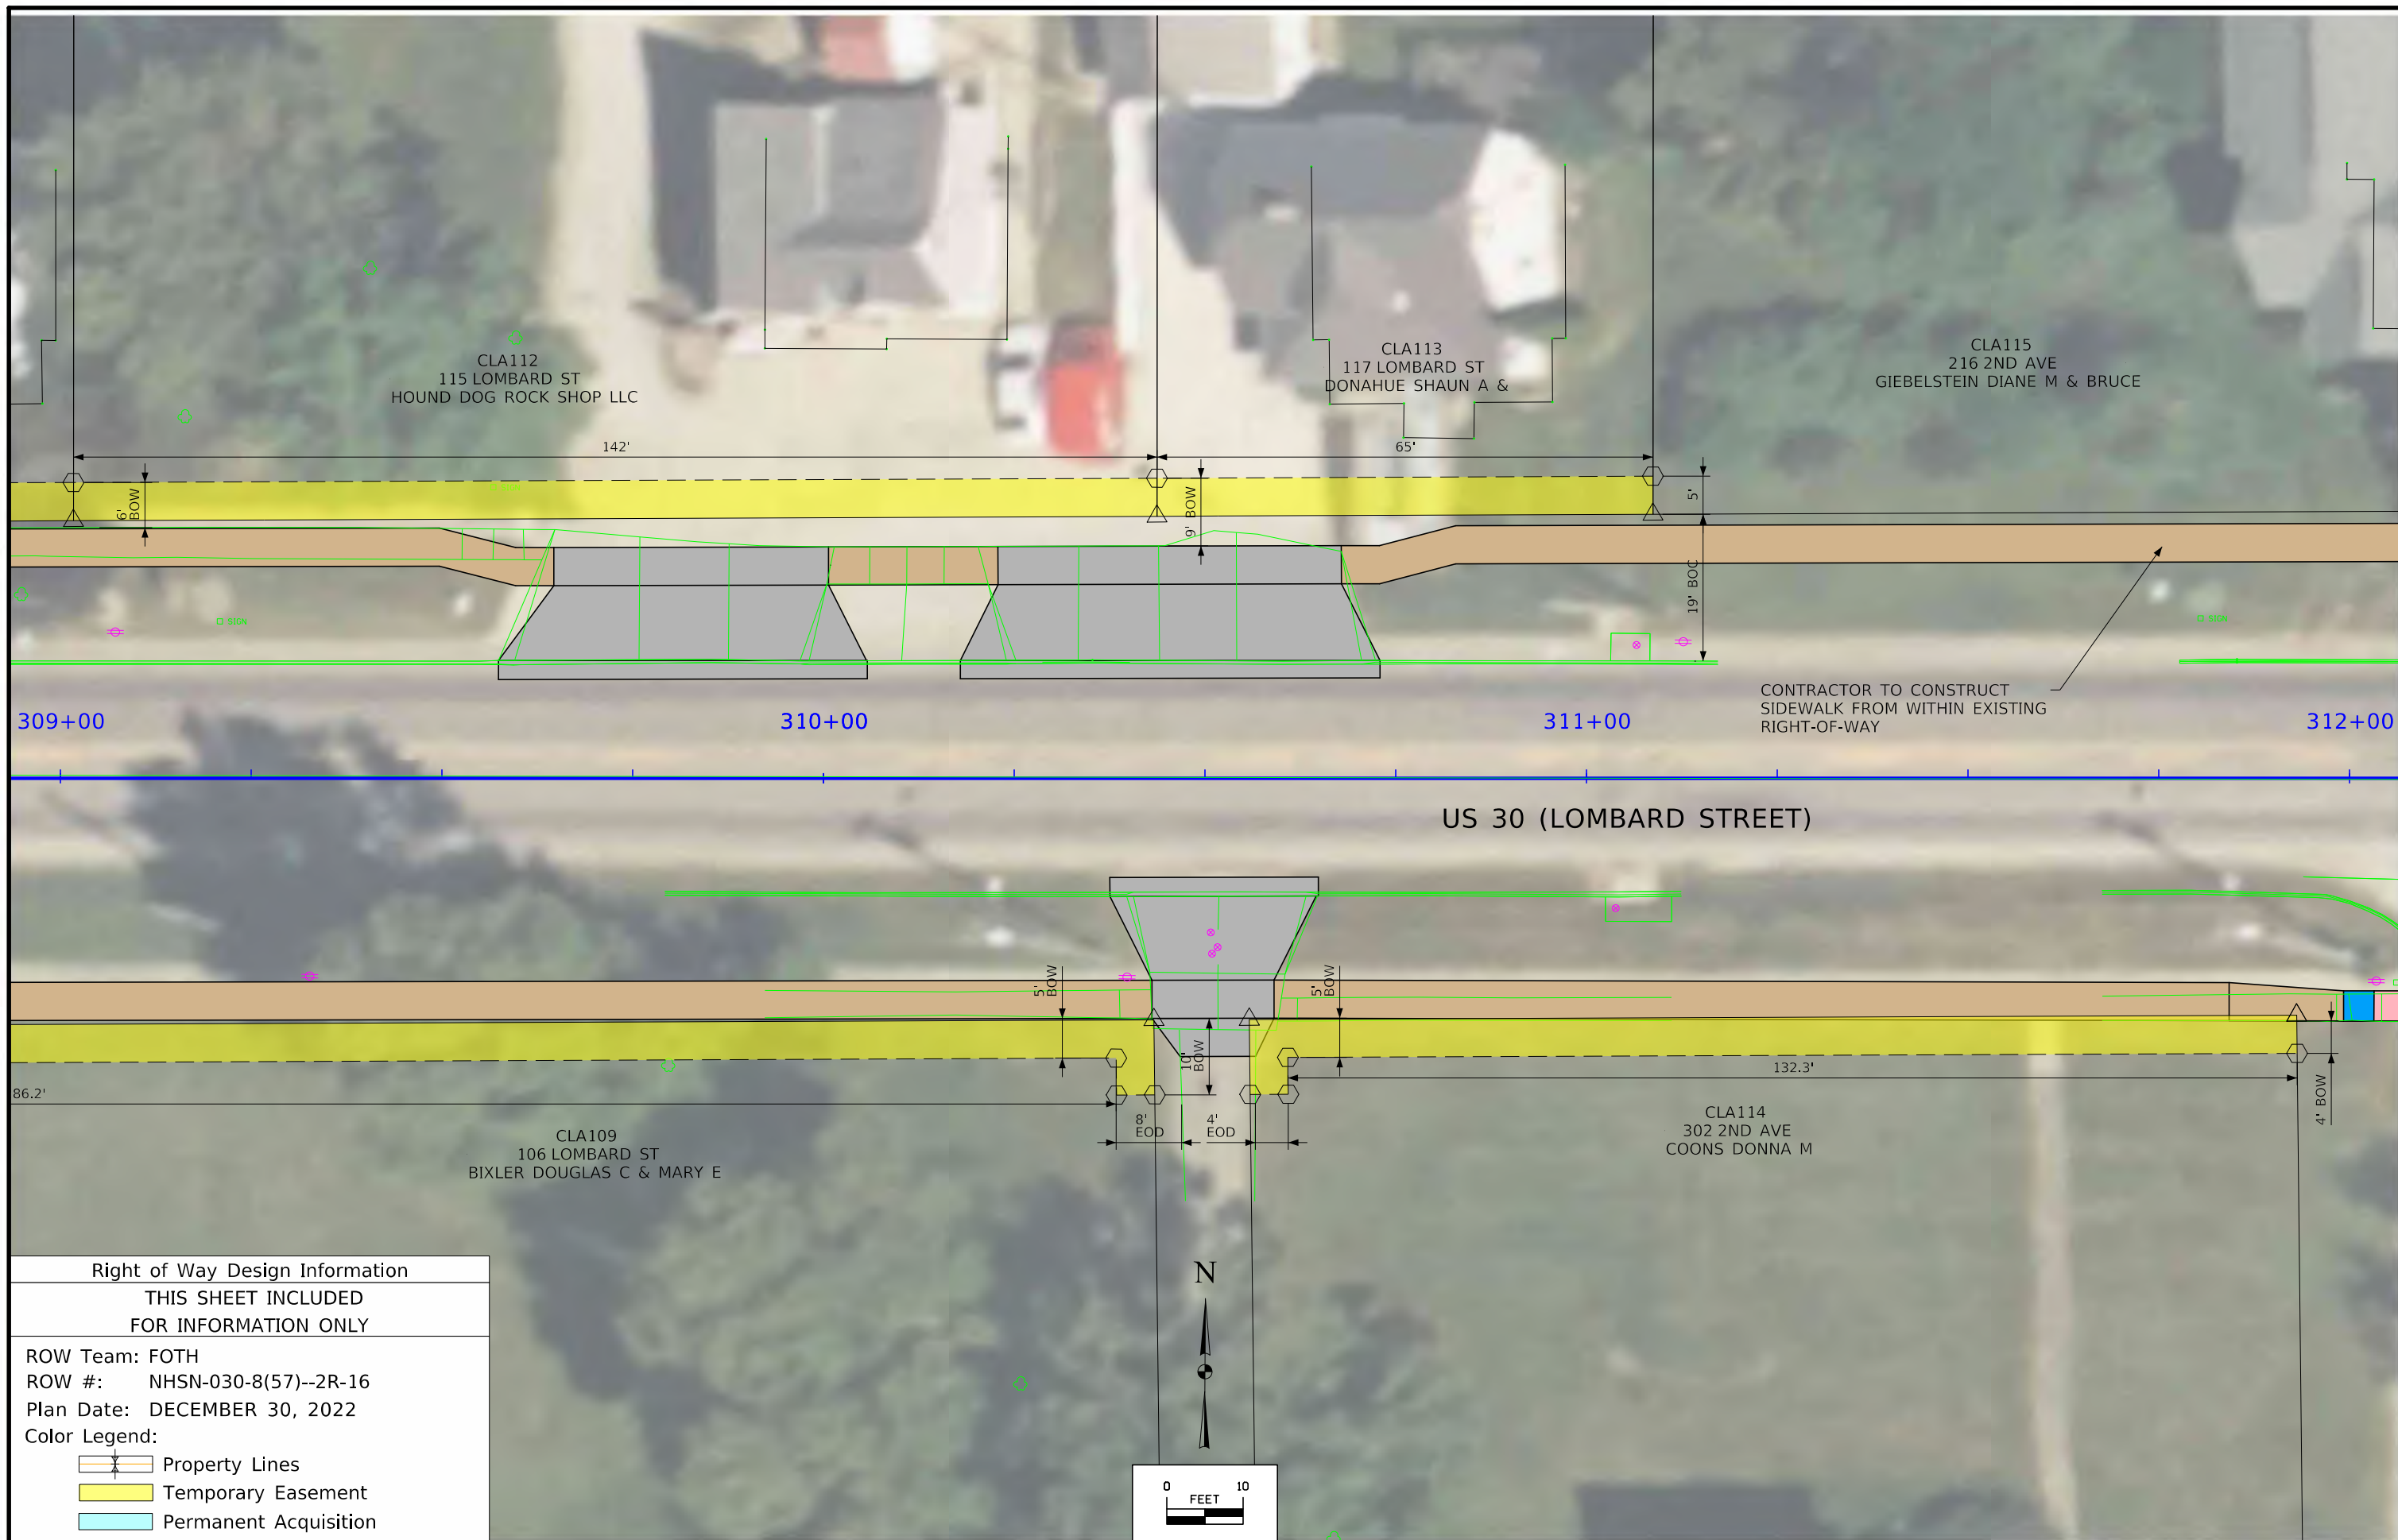 CLA112
115 LOMBARD ST
HOUND DOG ROCK SHOP LLC
CLA113
117 LOMBARD ST
DONAHUE SHAUN A &
CLA115
216 2ND AVE
GIEBELSTEIN DIANE M & BRUCE
142'
65'
6'
BOW
9' BOW
5'
19' BOC
SIGN
SIGN
CONTRACTOR TO CONSTRUCT
SIDEWALK FROM WITHIN EXISTING
RIGHT-OF-WAY
309+00
310+00
311+00
312+00
US 30 (LOMBARD STREET)
5'
BOW
5'
BOW
10'
BOW
132.3'
86.2'
4' BOW
8'
EOD
4'
EOD
CLA109
106 LOMBARD ST
BIXLER DOUGLAS C & MARY E
CLA114
302 2ND AVE
COONS DONNA M
N
Right of Way Design Information
THIS SHEET INCLUDED
FOR INFORMATION ONLY
ROW Team: FOTH
ROW #: NHSN-030-8(57)--2R-16
Plan Date: DECEMBER 30, 2022
Color Legend:
Property Lines
Temporary Easement
Permanent Acquisition
0 10
FEET